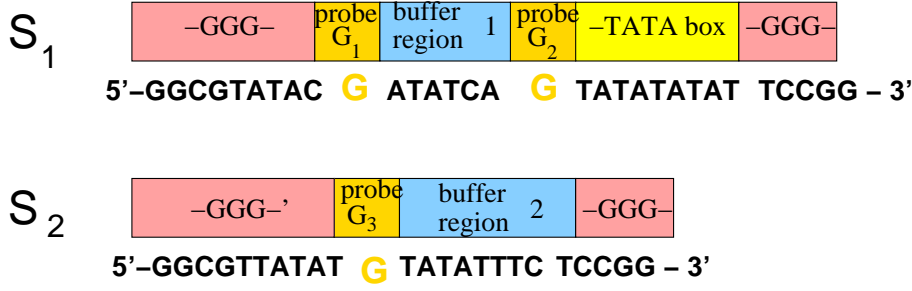 S1
–GGG– probe G1 buffer region 1 probe G2 –TATA box –GGG–
5’–GGCGTATAC G ATATCA G TATATATAT TCCGG – 3’
S2
–GGG–’ probe G3 buffer region 2 –GGG–
5’–GGCGTTATAT G TATATTTC TCCGG – 3’